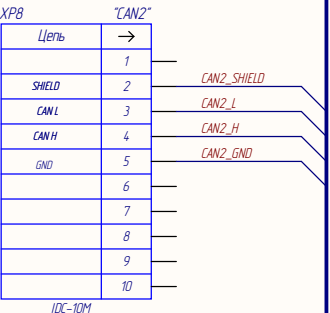 XP8 "CAN2"
Цепь →
1
SHIELD 2 CAN2_SHIELD
CAN L 3 CAN2_L
CAN H 4 CAN2_H
GND 5 CAN2_GND
6
7
8
9
10
IDC-10M